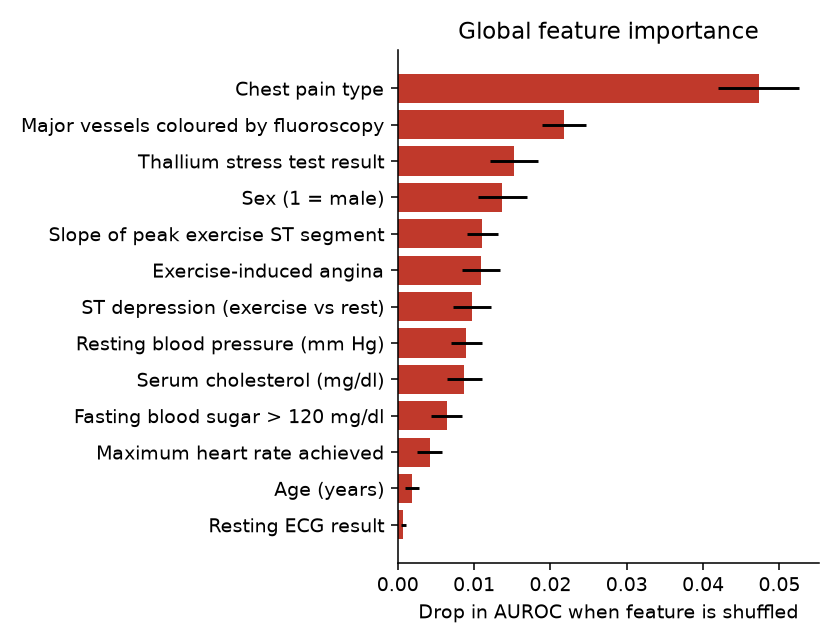 Global feature importance
Chest pain type
Major vessels coloured by fluoroscopy
Thallium stress test result
Sex (1 = male)
Slope of peak exercise ST segment
Exercise-induced angina
ST depression (exercise vs rest)
Resting blood pressure (mm Hg)
Serum cholesterol (mg/dl)
Fasting blood sugar > 120 mg/dl
Maximum heart rate achieved
Age (years)
Resting ECG result
0.00 0.01 0.02 0.03 0.04 0.05
Drop in AUROC when feature is shuffled